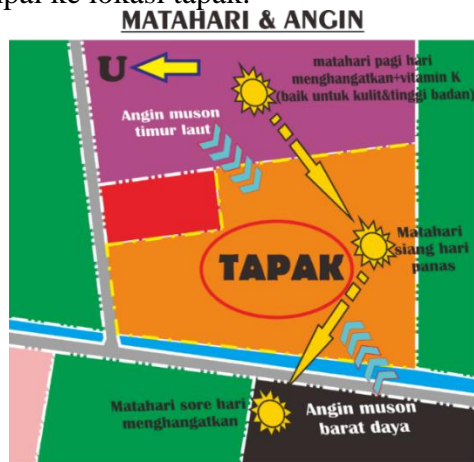 MATAHARI & ANGIN
U
matahari pagi hari
menghangatkan+vitamin K
(baik untuk kulit&tinggi badan)
Angin muson
timur laut
Matahari
siang hari
panas
TAPAK
Matahari sore hari
menghangatkan
Angin muson
barat daya